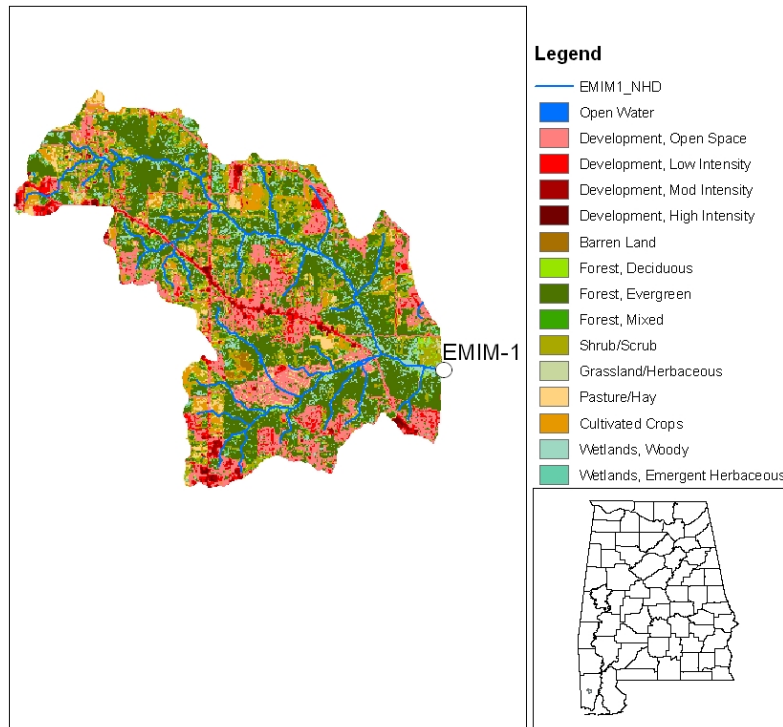 Legend
EMIM1_NHD
Open Water
Development, Open Space
Development, Low Intensity
Development, Mod Intensity
Development, High Intensity
Barren Land
Forest, Deciduous
Forest, Evergreen
Forest, Mixed
Shrub/Scrub
Grassland/Herbaceous
Pasture/Hay
Cultivated Crops
Wetlands, Woody
Wetlands, Emergent Herbaceous
EMIM-1